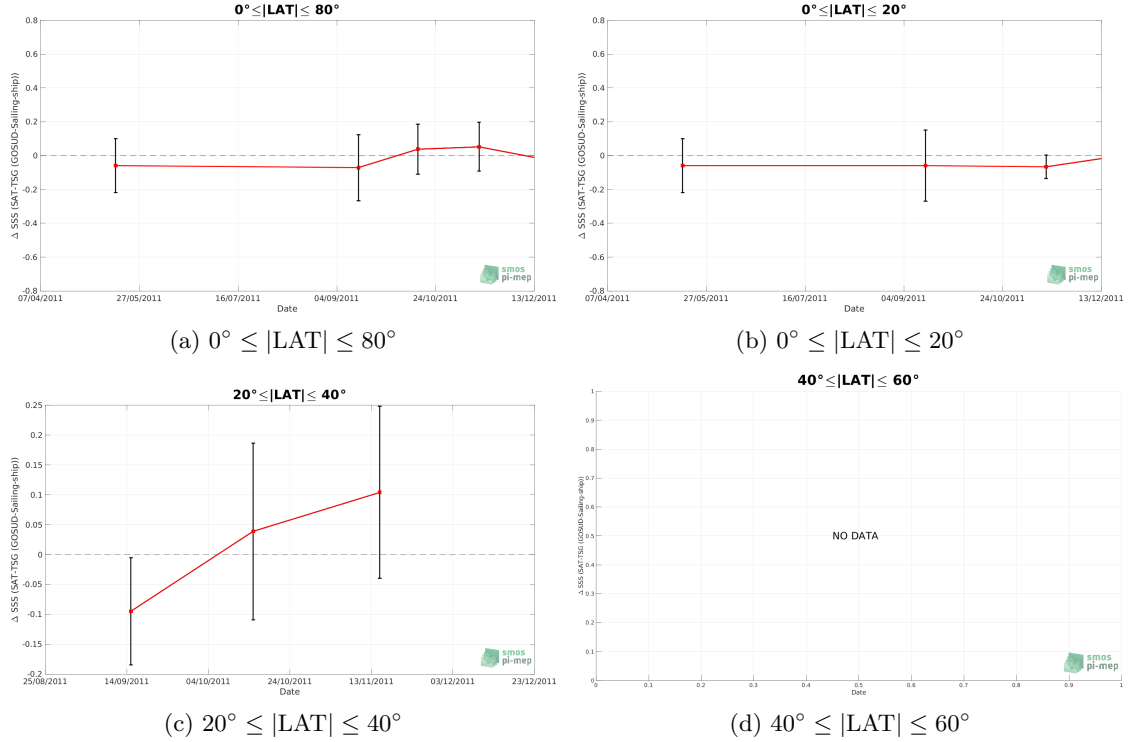 0°≤|LAT|≤ 80°
Δ SSS (SAT-TSG (GOSUD-Sailing-ship))
0.8
0.6
0.4
0.2
0
-0.2
-0.4
-0.6
-0.8
07/04/2011 27/05/2011 16/07/2011 04/09/2011 24/10/2011 13/12/2011
Date
smos
pi-mep
(a) 0° ≤ |LAT| ≤ 80°
0°≤|LAT|≤ 20°
Δ SSS (SAT-TSG (GOSUD-Sailing-ship))
0.8
0.6
0.4
0.2
0
-0.2
-0.4
-0.6
-0.8
07/04/2011 27/05/2011 16/07/2011 04/09/2011 24/10/2011 13/12/2011
Date
smos
pi-mep
(b) 0° ≤ |LAT| ≤ 20°
20°≤|LAT|≤ 40°
Δ SSS (SAT-TSG (GOSUD-Sailing-ship))
0.25
0.2
0.15
0.1
0.05
0
-0.05
-0.1
-0.15
-0.2
25/08/2011 14/09/2011 04/10/2011 24/10/2011 13/11/2011 03/12/2011 23/12/2011
Date
smos
pi-mep
(c) 20° ≤ |LAT| ≤ 40°
40°≤|LAT|≤ 60°
Δ SSS (SAT-TSG (GOSUD-Sailing-ship))
1
0.9
0.8
0.7
0.6
0.5
0.4
0.3
0.2
0.1
0
NO DATA
0 0.1 0.2 0.3 0.4 0.5 0.6 0.7 0.8 0.9 1
Date
smos
pi-mep
(d) 40° ≤ |LAT| ≤ 60°